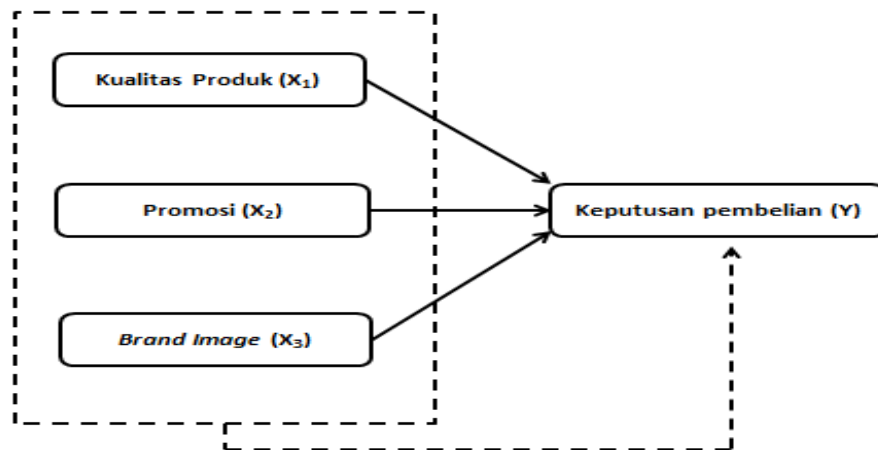 Kualitas Produk (X₁)
Promosi (X₂)
Keputusan pembelian (Y)
Brand Image (X₃)